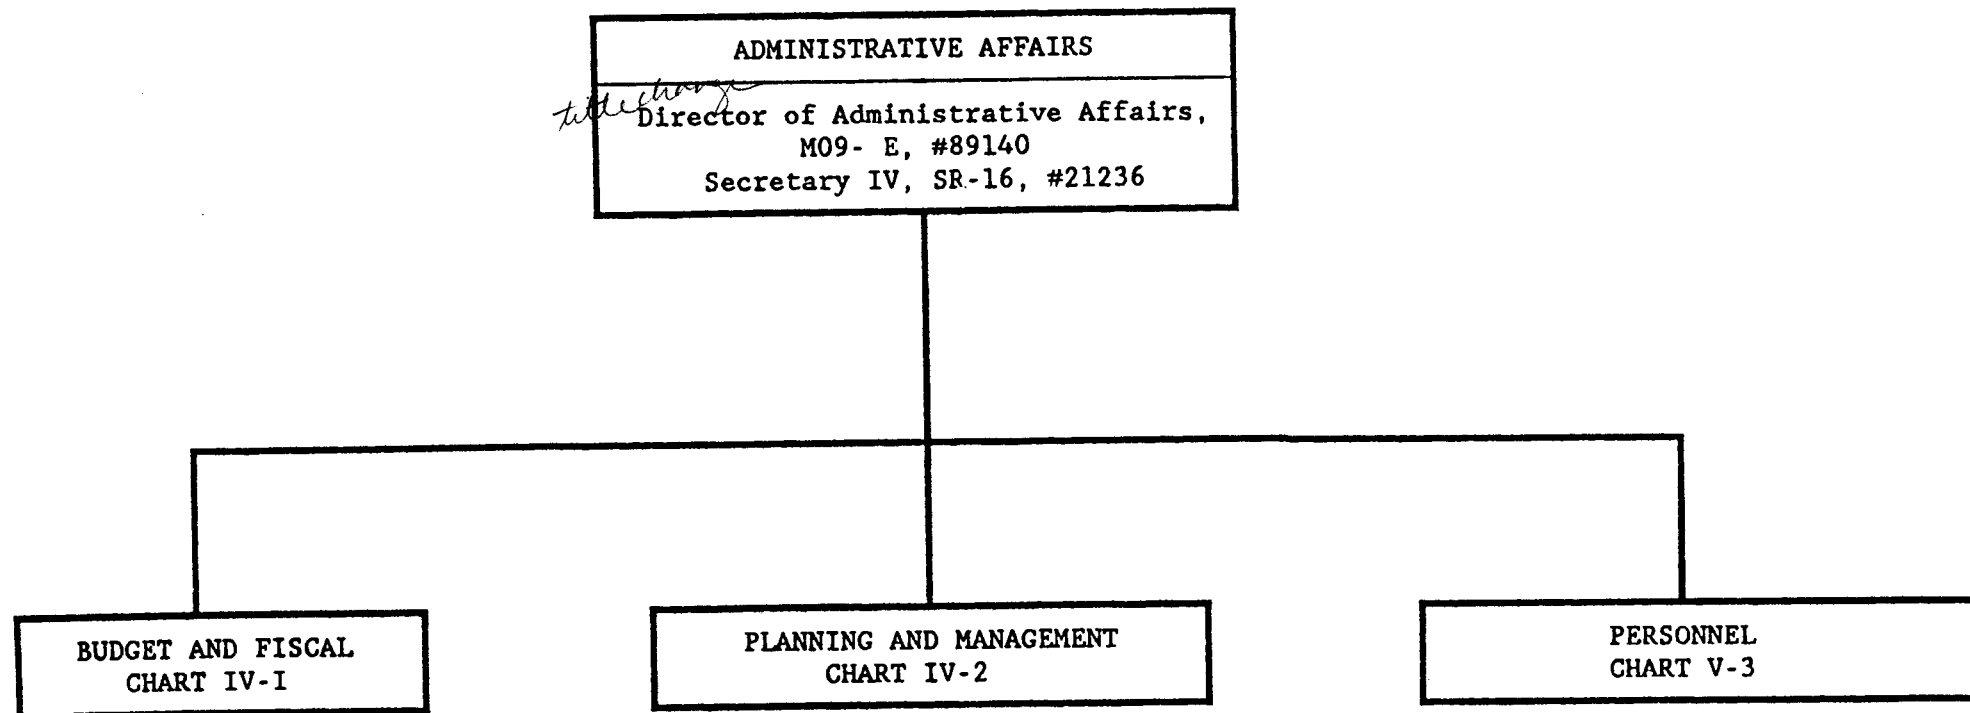 ADMINISTRATIVE AFFAIRS
title change
Director of Administrative Affairs,
M09- E, #89140
Secretary IV, SR-16, #21236
BUDGET AND FISCAL
CHART IV-I
PLANNING AND MANAGEMENT
CHART IV-2
PERSONNEL
CHART V-3